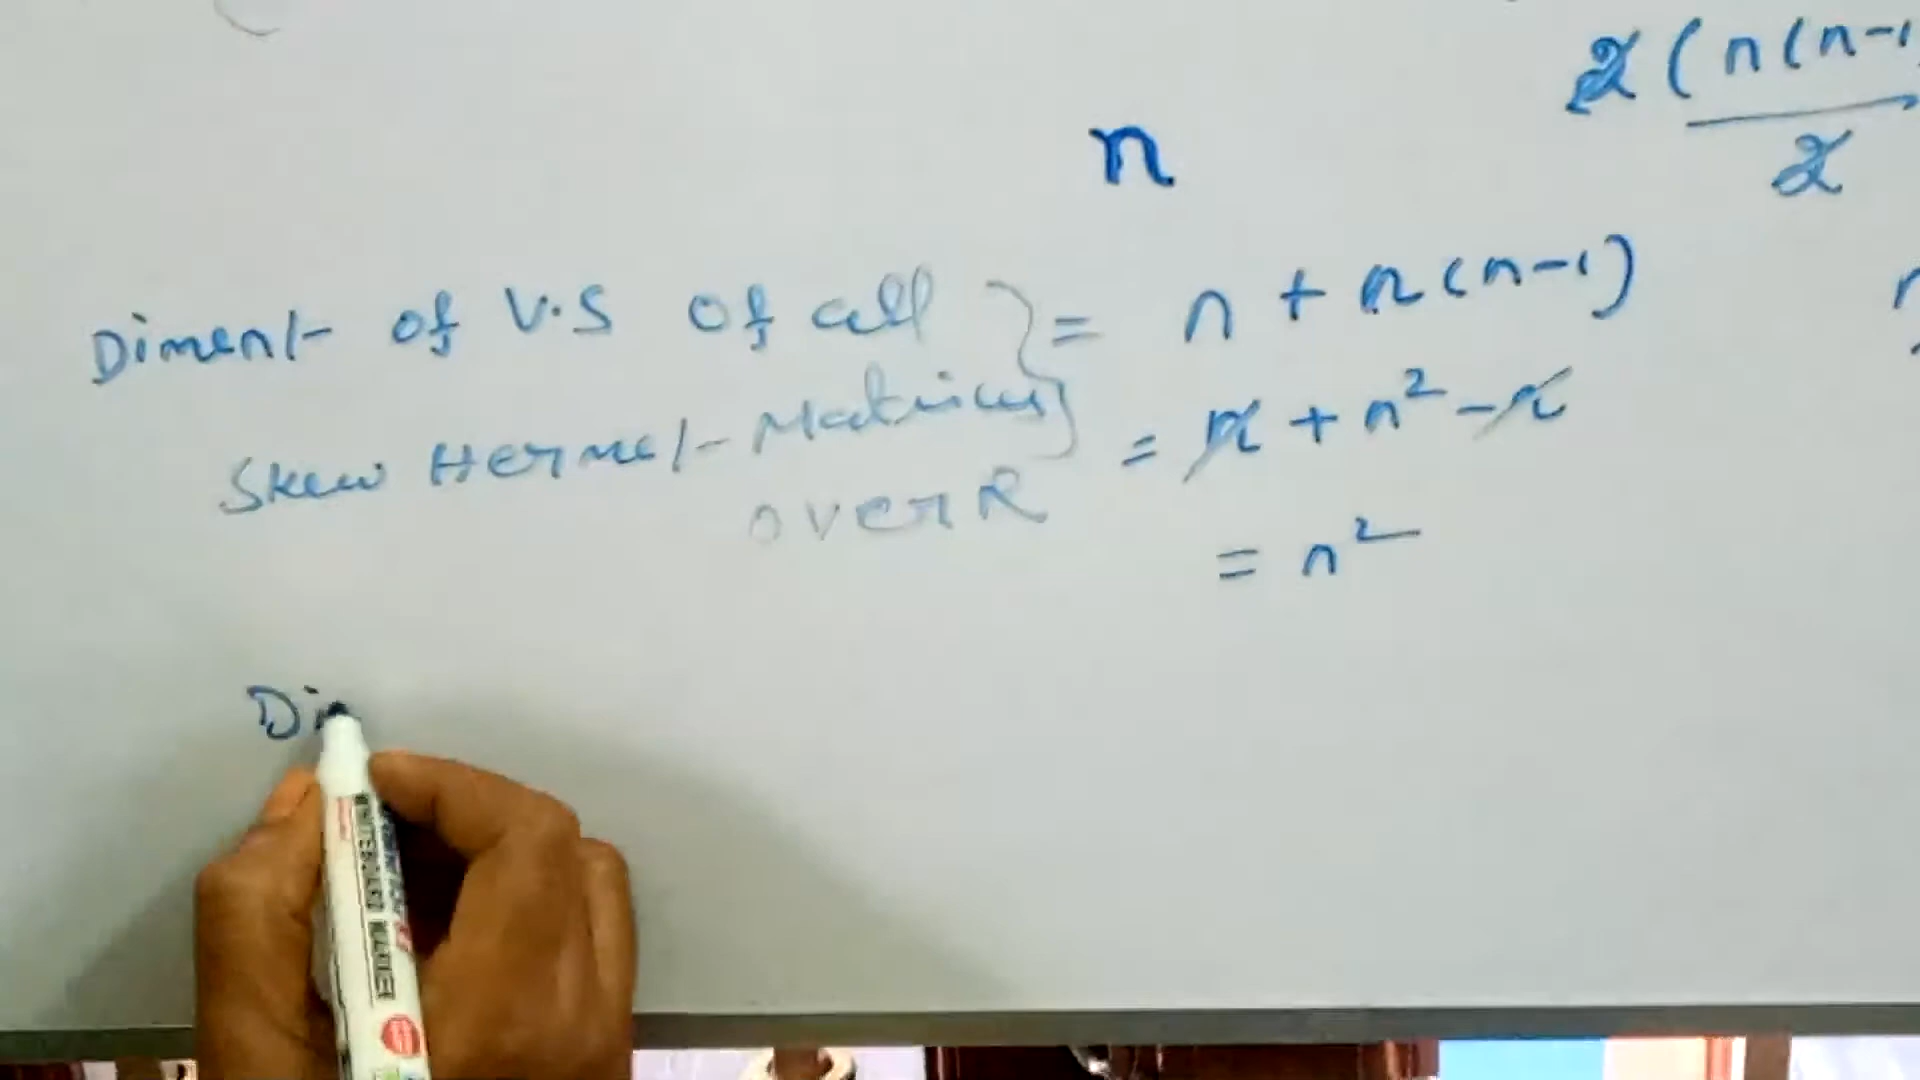 2(n(n-1
2
n
Diment- of V.S of all } = n + n(n-1)
Skew Hermet- Matrices = n + n² - n
over R
= n²
Di